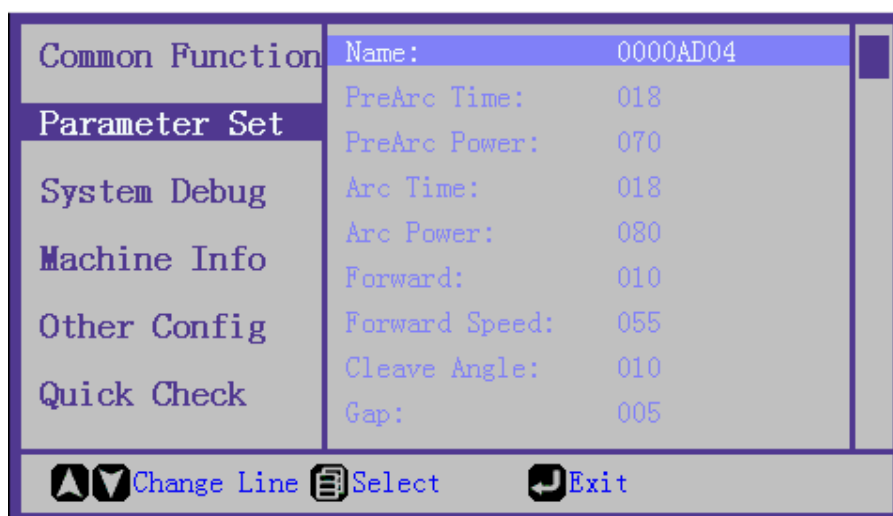 Common Function
Parameter Set
System Debug
Machine Info
Other Config
Quick Check
Name: 0000AD04
PreArc Time: 018
PreArc Power: 070
Arc Time: 018
Arc Power: 080
Forward: 010
Forward Speed: 055
Cleave Angle: 010
Gap: 005
Change Line Select Exit